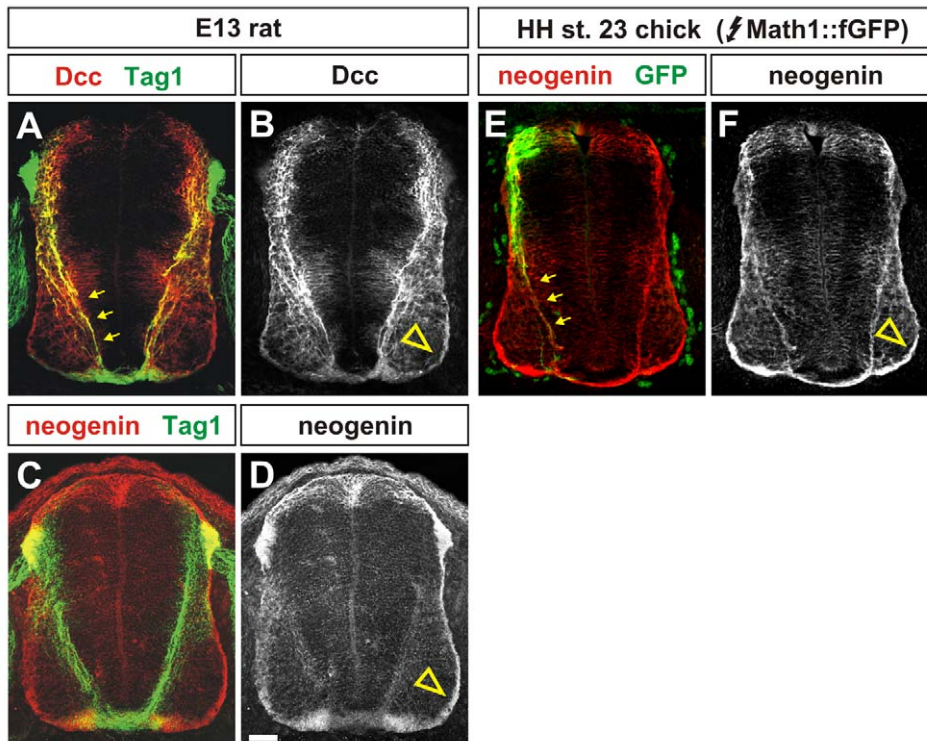 E13 rat
HH st. 23 chick (Math1::fGFP)
Dcc Tag1
Dcc
neogenin GFP
neogenin
A
B
E
F
neogenin Tag1
neogenin
C
D